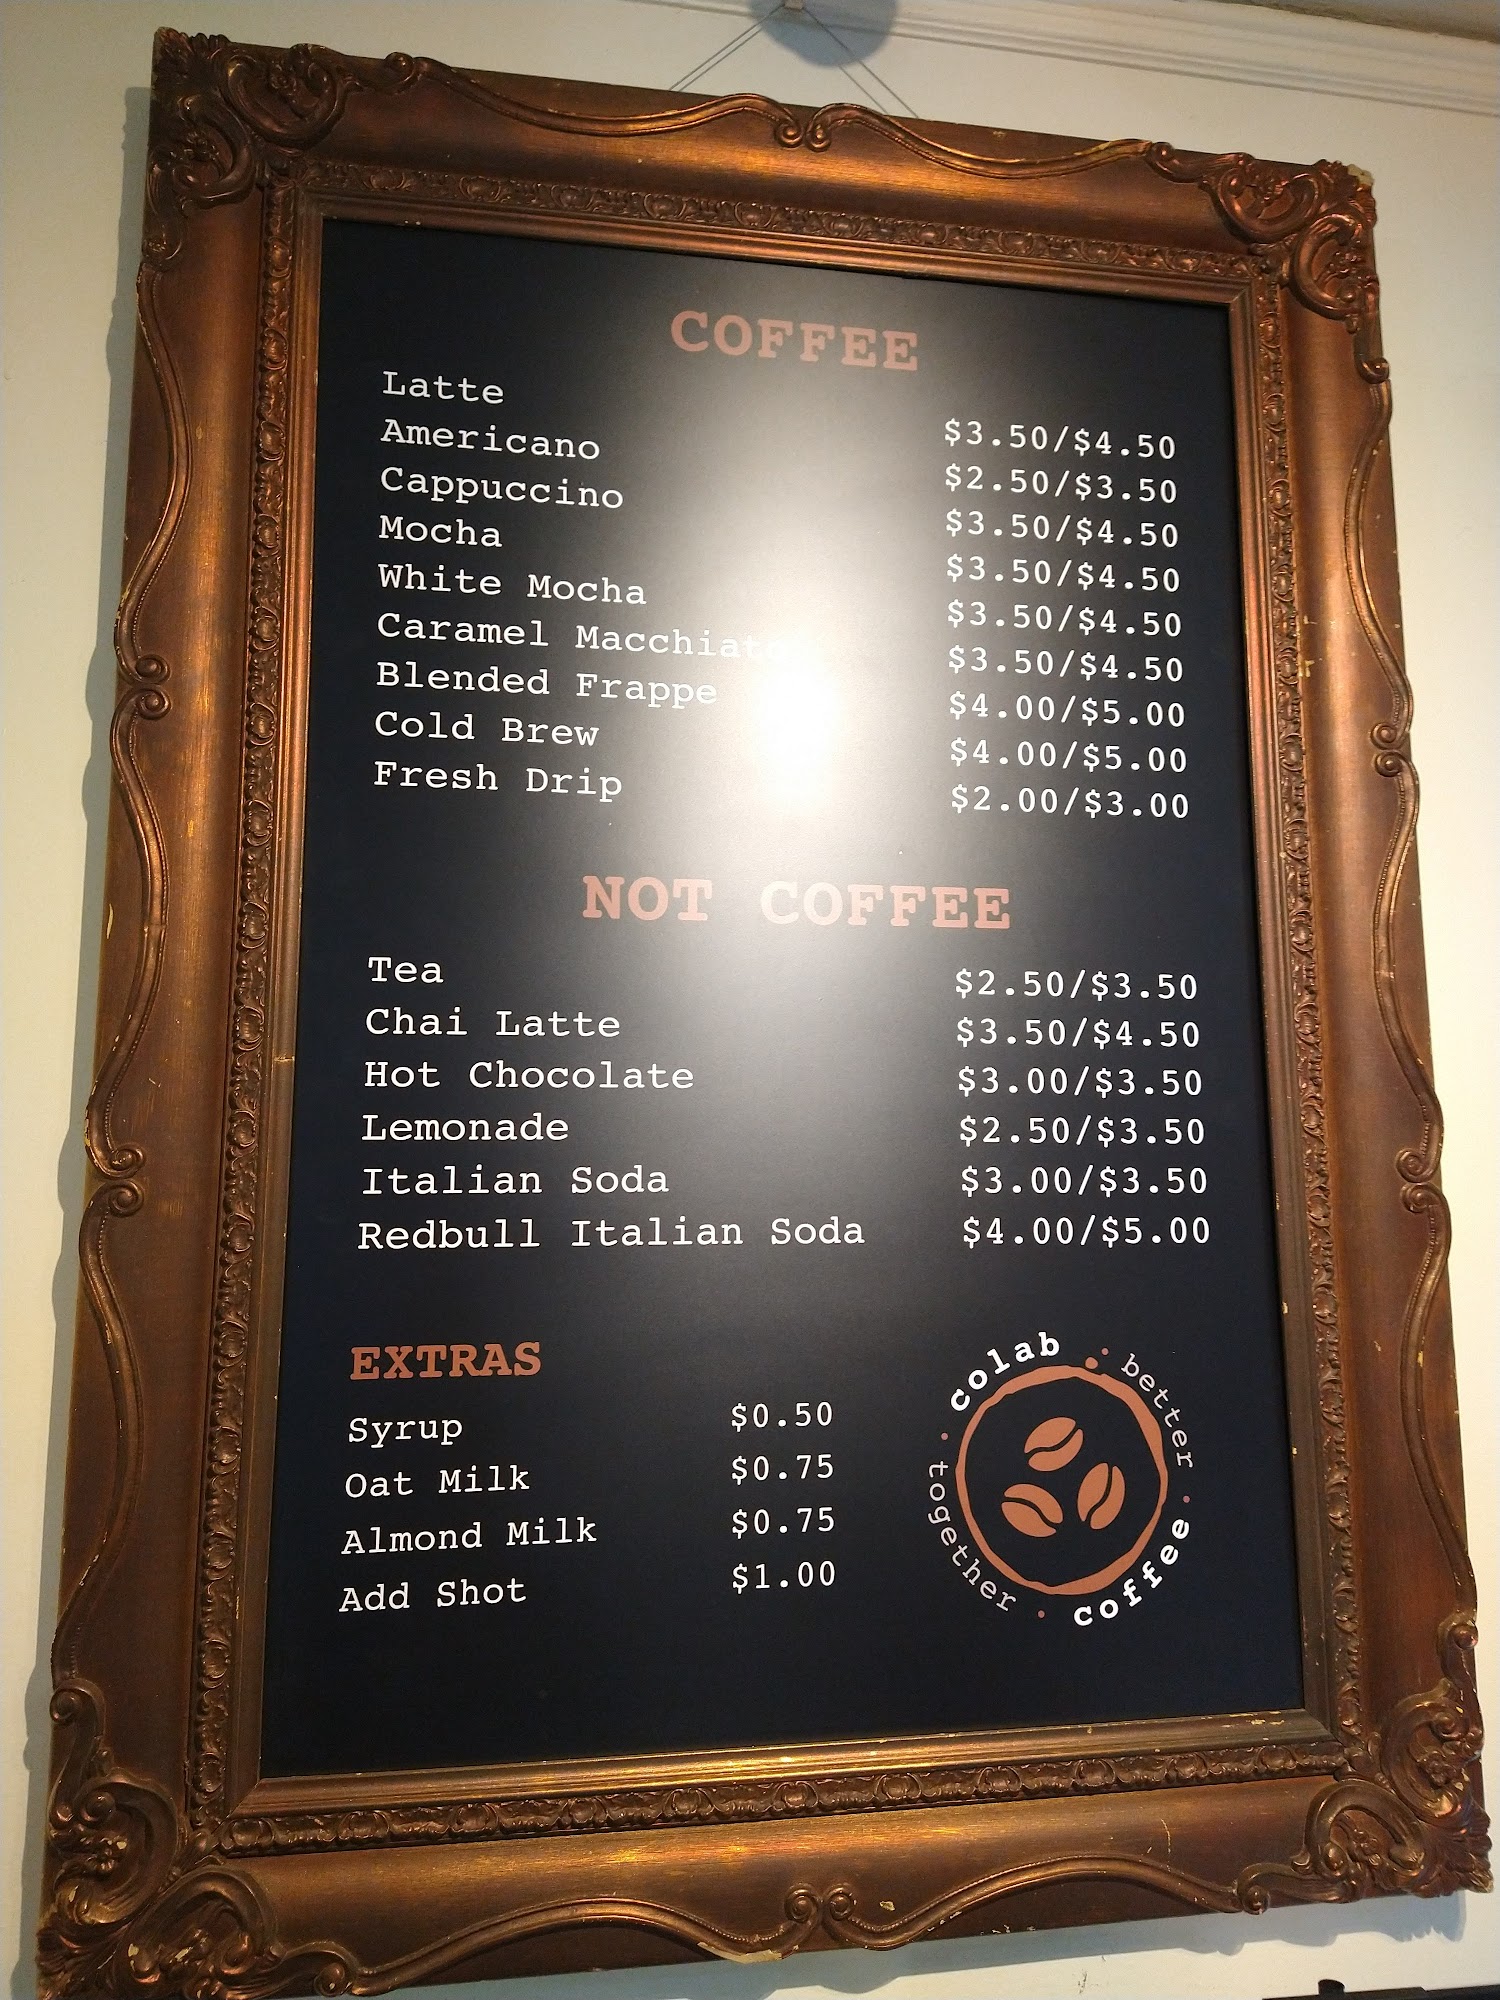 COFFEE
Latte $3.50/$4.50
Americano $2.50/$3.50
Cappuccino $3.50/$4.50
Mocha $3.50/$4.50
White Mocha $3.50/$4.50
Caramel Macchiato $3.50/$4.50
Blended Frappe $4.00/$5.00
Cold Brew $4.00/$5.00
Fresh Drip $2.00/$3.00
NOT COFFEE
Tea $2.50/$3.50
Chai Latte $3.50/$4.50
Hot Chocolate $3.00/$3.50
Lemonade $2.50/$3.50
Italian Soda $3.00/$3.50
Redbull Italian Soda $4.00/$5.00
EXTRAS
Syrup $0.50
Oat Milk $0.75
Almond Milk $0.75
Add Shot $1.00
colab · better · coffee · together ·